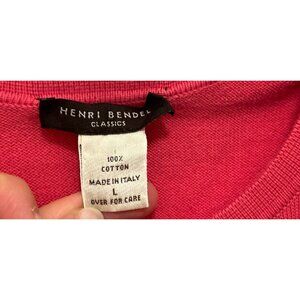 HENRI BENDEL
CLASSICS
100%
COTTON
MADE IN ITALY
L
OVER FOR CARE